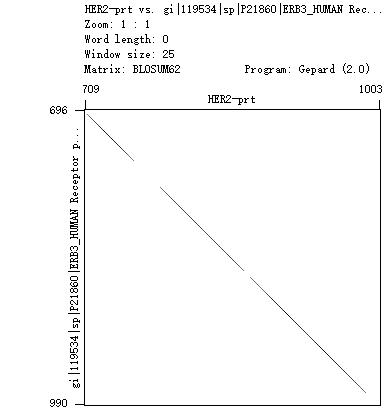 HER2-prt vs. gi|119534|sp|P21860|ERB3_HUMAN Rec...
Zoom: 1 : 1
Word length: 0
Window size: 25
Matrix: BLOSUM62 Program: Gepard (2.0)
709 1003
HER2-prt
696
gi|119534|sp|P21860|ERB3_HUMAN Receptor p...
990